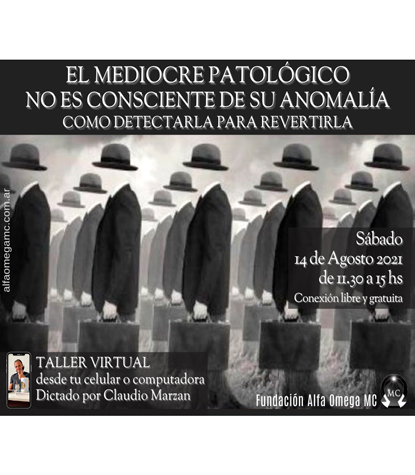 EL MEDIOCRE PATOLÓGICO
NO ES CONSCIENTE DE SU ANOMALÍA
COMO DETECTARLA PARA REVERTIRLA
alfaomegamc.com.ar
Sábado
14 de Agosto 2021
de 11.30 a 15 hs
Conexión libre y gratuita
TALLER VIRTUAL
desde tu celular o computadora
Dictado por Claudio Marzan
Fundación Alfa Omega MC
MC